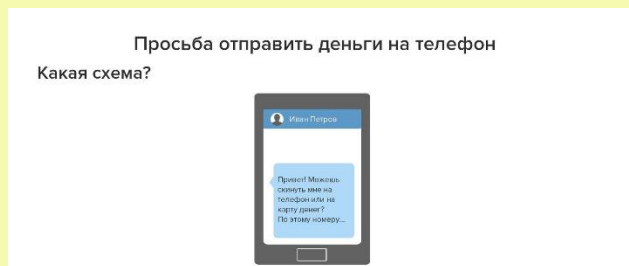 Просьба отправить деньги на телефон
Какая схема?
Иван Петров
Привет! Можешь
скинуть мне на
телефон или на
карту денег?
По этому номеру...